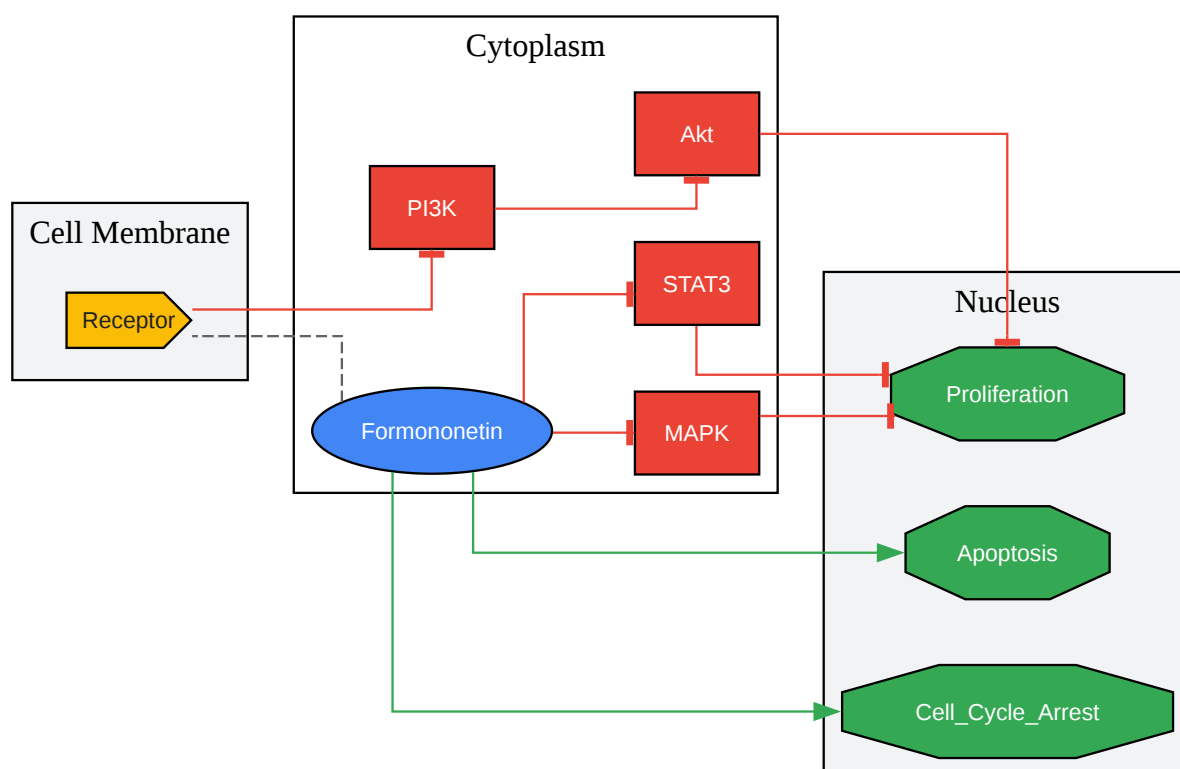 Cytoplasm
Akt
PI3K
Cell Membrane
STAT3
Receptor
Nucleus
Proliferation
Formononetin
MAPK
Apoptosis
Cell_Cycle_Arrest